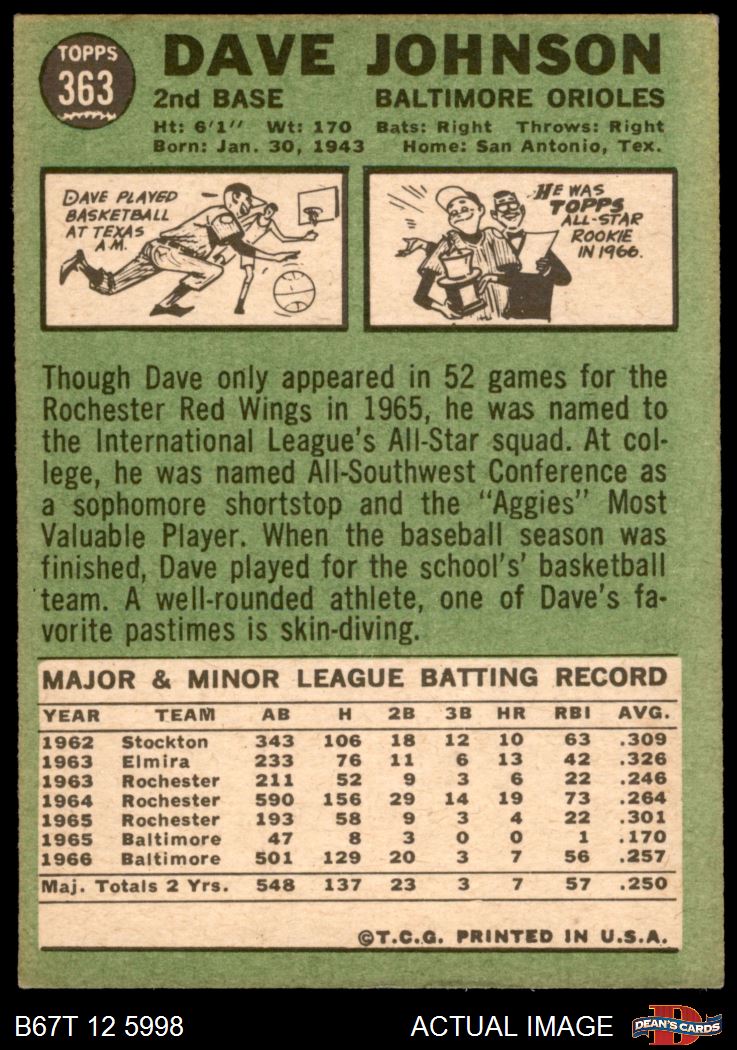 TOPPS
363
DAVE JOHNSON
2nd BASE BALTIMORE ORIOLES
Ht: 6'1" Wt: 170 Bats: Right Throws: Right
Born: Jan. 30, 1943 Home: San Antonio, Tex.
DAVE PLAYED
BASKETBALL
AT TEXAS
A.M.
HE WAS
TOPPS
ALL-STAR
ROOKIE
IN 1966.
Though Dave only appeared in 52 games for the
Rochester Red Wings in 1965, he was named to
the International League's All-Star squad. At col-
lege, he was named All-Southwest Conference as
a sophomore shortstop and the "Aggies" Most
Valuable Player. When the baseball season was
finished, Dave played for the school's' basketball
team. A well-rounded athlete, one of Dave's fa-
vorite pastimes is skin-diving.
MAJOR & MINOR LEAGUE BATTING RECORD
YEAR TEAM AB H 2B 3B HR RBI AVG.
1962 Stockton 343 106 18 12 10 63 .309
1963 Elmira 233 76 11 6 13 42 .326
1963 Rochester 211 52 9 3 6 22 .246
1964 Rochester 590 156 29 14 19 73 .264
1965 Rochester 193 58 9 3 4 22 .301
1965 Baltimore 47 8 3 0 0 1 .170
1966 Baltimore 501 129 20 3 7 56 .257
Maj. Totals 2 Yrs. 548 137 23 3 7 57 .250
©T.C.G. PRINTED IN U.S.A.
B67T 12 5998 ACTUAL IMAGE DEAN'S CARDS